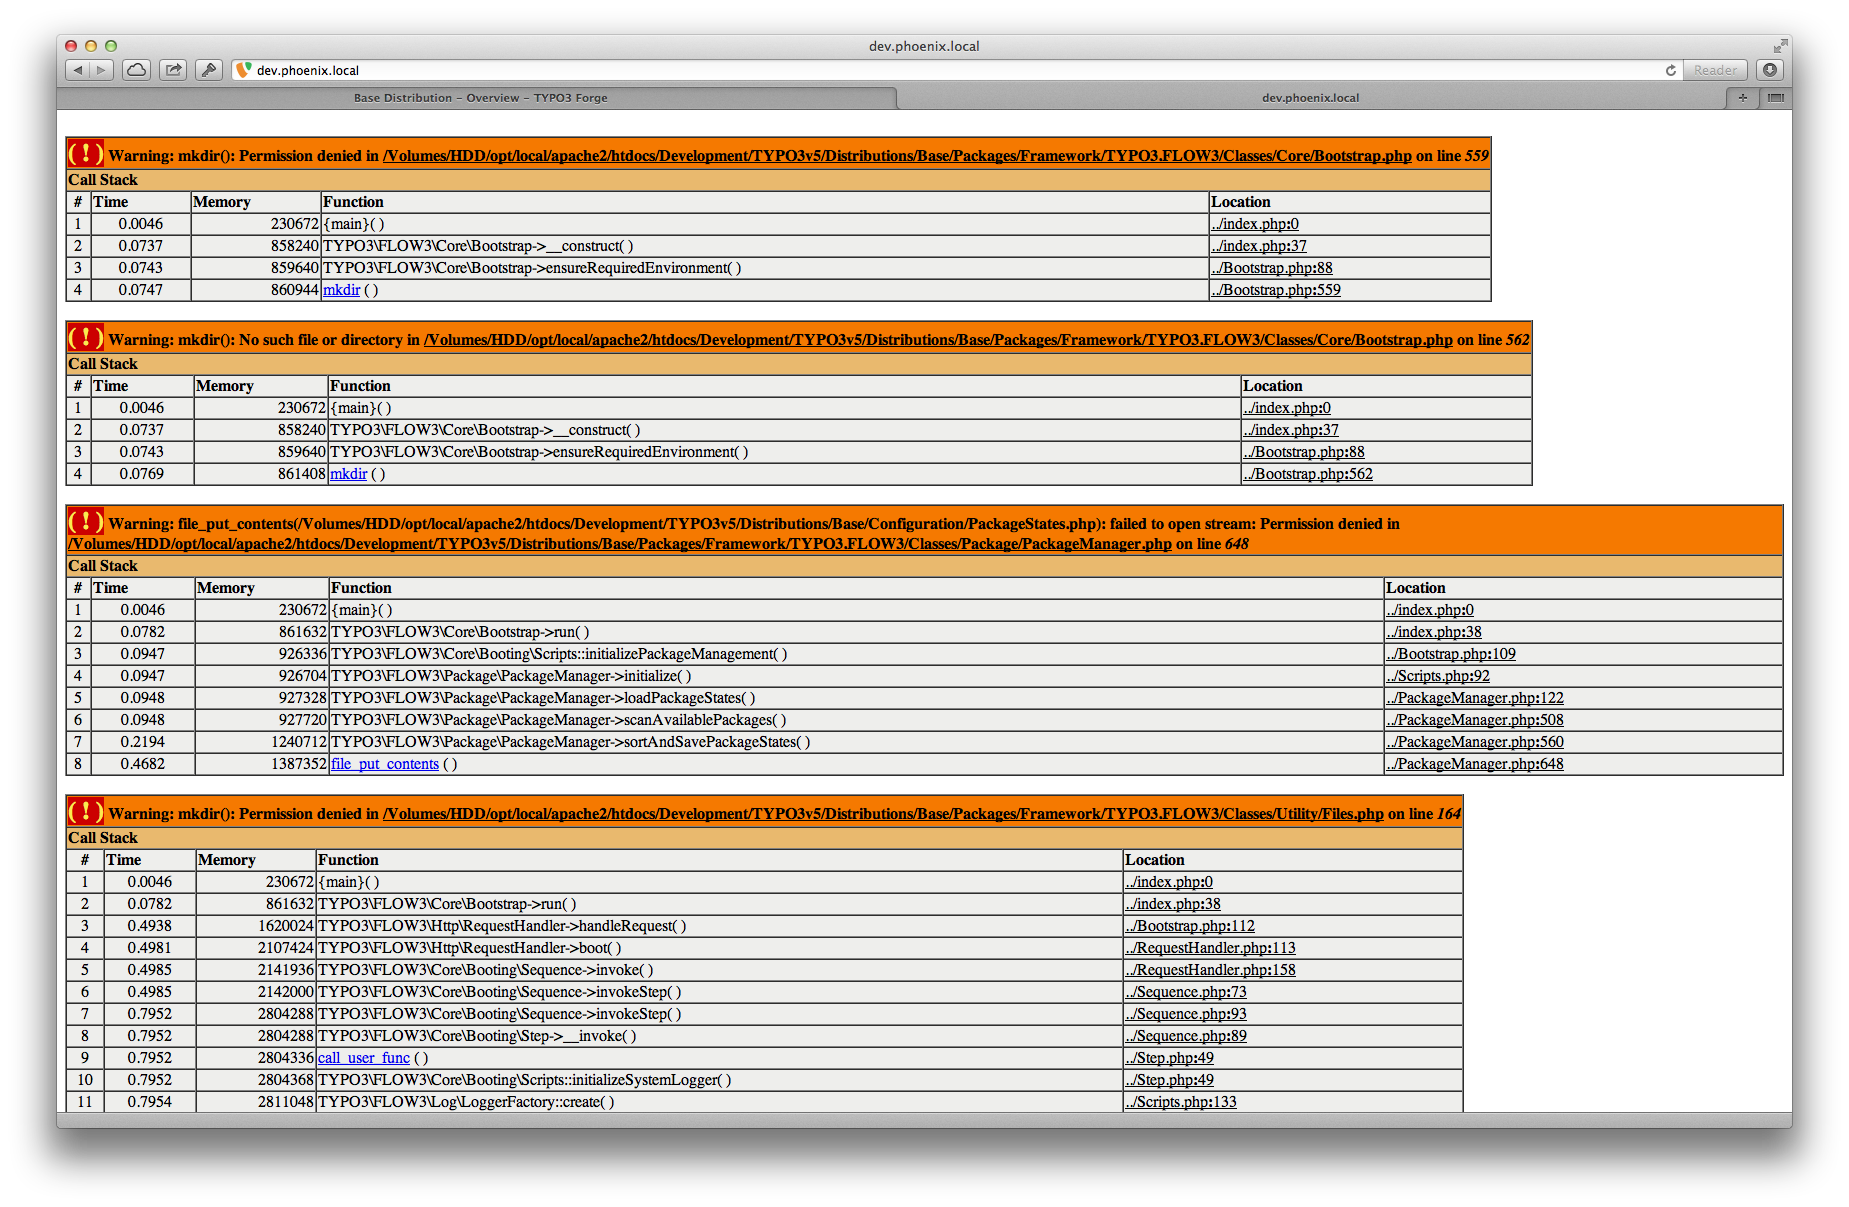 dev.phoenix.local
dev.phoenix.local
Reader
Base Distribution – Overview – TYPO3 Forge
dev.phoenix.local
+
( ! ) Warning: mkdir(): Permission denied in /Volumes/HDD/opt/local/apache2/htdocs/Development/TYPO3v5/Distributions/Base/Packages/Framework/TYPO3.FLOW3/Classes/Core/Bootstrap.php on line 559
Call Stack
# Time Memory Function Location
1 0.0046 230672 {main}( ) ../index.php:0
2 0.0737 858240 TYPO3\FLOW3\Core\Bootstrap->__construct( ) ../index.php:37
3 0.0743 859640 TYPO3\FLOW3\Core\Bootstrap->ensureRequiredEnvironment( ) ../Bootstrap.php:88
4 0.0747 860944 mkdir ( ) ../Bootstrap.php:559
( ! ) Warning: mkdir(): No such file or directory in /Volumes/HDD/opt/local/apache2/htdocs/Development/TYPO3v5/Distributions/Base/Packages/Framework/TYPO3.FLOW3/Classes/Core/Bootstrap.php on line 562
Call Stack
# Time Memory Function Location
1 0.0046 230672 {main}( ) ../index.php:0
2 0.0737 858240 TYPO3\FLOW3\Core\Bootstrap->__construct( ) ../index.php:37
3 0.0743 859640 TYPO3\FLOW3\Core\Bootstrap->ensureRequiredEnvironment( ) ../Bootstrap.php:88
4 0.0769 861408 mkdir ( ) ../Bootstrap.php:562
( ! ) Warning: file_put_contents(/Volumes/HDD/opt/local/apache2/htdocs/Development/TYPO3v5/Distributions/Base/Configuration/PackageStates.php): failed to open stream: Permission denied in
/Volumes/HDD/opt/local/apache2/htdocs/Development/TYPO3v5/Distributions/Base/Packages/Framework/TYPO3.FLOW3/Classes/Package/PackageManager.php on line 648
Call Stack
# Time Memory Function Location
1 0.0046 230672 {main}( ) ../index.php:0
2 0.0782 861632 TYPO3\FLOW3\Core\Bootstrap->run( ) ../index.php:38
3 0.0947 926336 TYPO3\FLOW3\Core\Booting\Scripts::initializePackageManagement( ) ../Bootstrap.php:109
4 0.0947 926704 TYPO3\FLOW3\Package\PackageManager->initialize( ) ../Scripts.php:92
5 0.0948 927328 TYPO3\FLOW3\Package\PackageManager->loadPackageStates( ) ../PackageManager.php:122
6 0.0948 927720 TYPO3\FLOW3\Package\PackageManager->scanAvailablePackages( ) ../PackageManager.php:508
7 0.2194 1240712 TYPO3\FLOW3\Package\PackageManager->sortAndSavePackageStates( ) ../PackageManager.php:560
8 0.4682 1387352 file_put_contents ( ) ../PackageManager.php:648
( ! ) Warning: mkdir(): Permission denied in /Volumes/HDD/opt/local/apache2/htdocs/Development/TYPO3v5/Distributions/Base/Packages/Framework/TYPO3.FLOW3/Classes/Utility/Files.php on line 164
Call Stack
# Time Memory Function Location
1 0.0046 230672 {main}( ) ../index.php:0
2 0.0782 861632 TYPO3\FLOW3\Core\Bootstrap->run( ) ../index.php:38
3 0.4938 1620024 TYPO3\FLOW3\Http\RequestHandler->handleRequest( ) ../Bootstrap.php:112
4 0.4981 2107424 TYPO3\FLOW3\Http\RequestHandler->boot( ) ../RequestHandler.php:113
5 0.4985 2141936 TYPO3\FLOW3\Core\Booting\Sequence->invoke( ) ../RequestHandler.php:158
6 0.4985 2142000 TYPO3\FLOW3\Core\Booting\Sequence->invokeStep( ) ../Sequence.php:73
7 0.7952 2804288 TYPO3\FLOW3\Core\Booting\Sequence->invokeStep( ) ../Sequence.php:93
8 0.7952 2804288 TYPO3\FLOW3\Core\Booting\Step->__invoke( ) ../Sequence.php:89
9 0.7952 2804336 call_user_func ( ) ../Step.php:49
10 0.7952 2804368 TYPO3\FLOW3\Core\Booting\Scripts::initializeSystemLogger( ) ../Step.php:49
11 0.7954 2811048 TYPO3\FLOW3\Log\LoggerFactory::create( ) ../Scripts.php:133